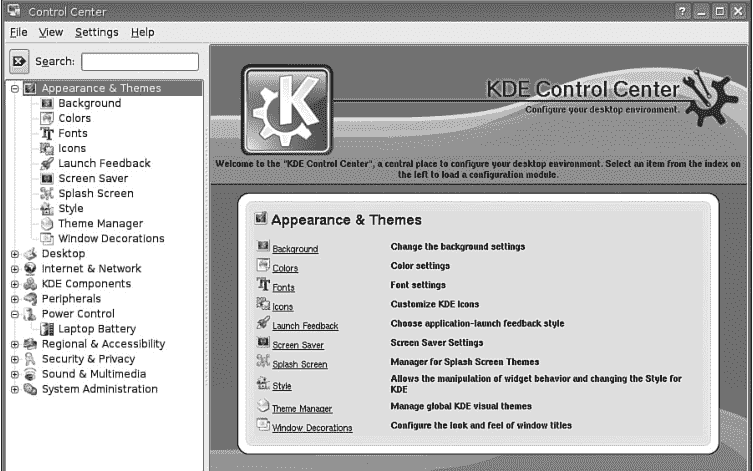 Control Center
File View Settings Help
Search:
Appearance & Themes
Background
Colors
Fonts
Icons
Launch Feedback
Screen Saver
Splash Screen
Style
Theme Manager
Window Decorations
Desktop
Internet & Network
KDE Components
Peripherals
Power Control
Laptop Battery
Regional & Accessibility
Security & Privacy
Sound & Multimedia
System Administration
KDE Control Center
Configure your desktop environment.
Welcome to the "KDE Control Center", a central place to configure your desktop environment. Select an item from the index on
the left to load a configuration module.
Appearance & Themes
Background Change the background settings
Colors Color settings
Fonts Font settings
Icons Customize KDE Icons
Launch Feedback Choose application-launch feedback style
Screen Saver Screen Saver Settings
Splash Screen Manager for Splash Screen Themes
Style Allows the manipulation of widget behavior and changing the Style for
KDE
Theme Manager Manage global KDE visual themes
Window Decorations Configure the look and feel of window titles